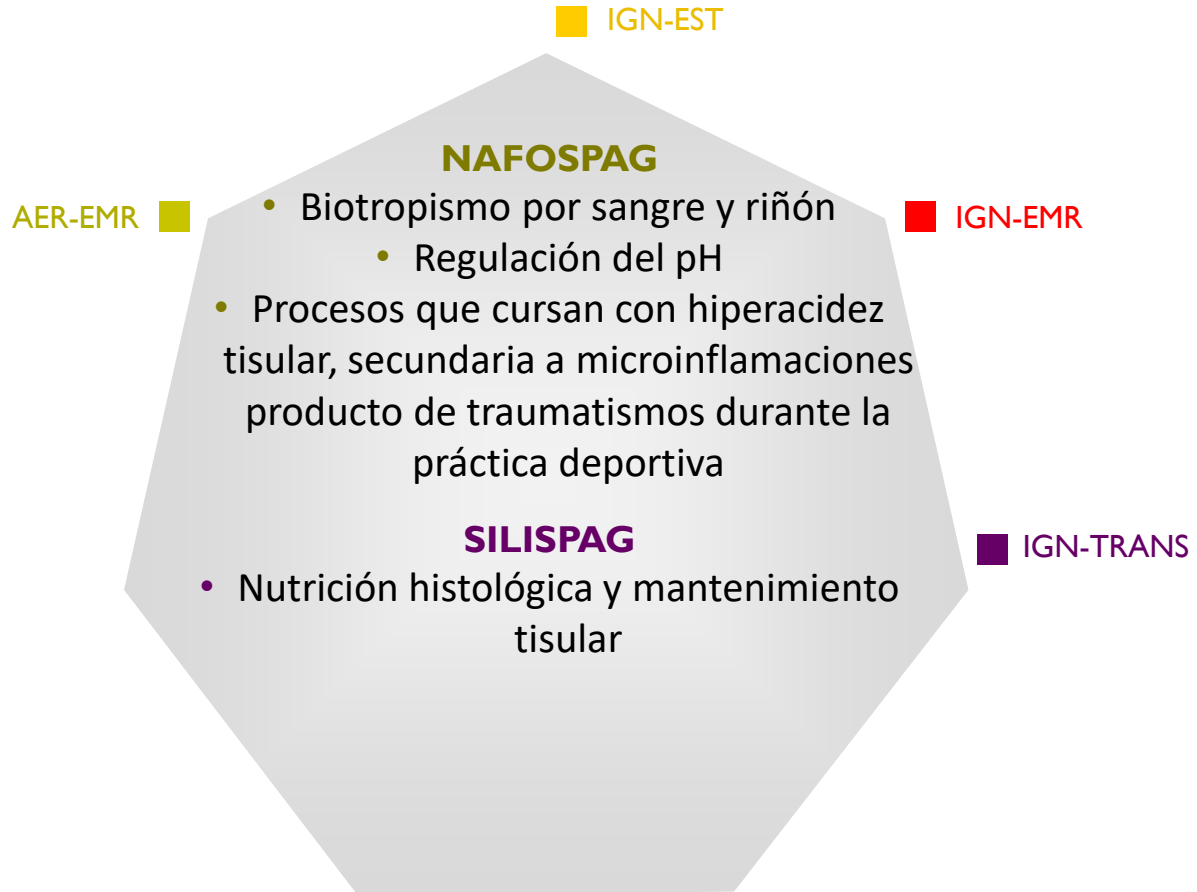 IGN-EST
NAFOSPAG
AER-EMR
• Biotropismo por sangre y riñón
IGN-EMR
• Regulación del pH
• Procesos que cursan con hiperacidez
tisular, secundaria a microinflamaciones
producto de traumatismos durante la
práctica deportiva
SILISPAG
IGN-TRANS
• Nutrición histológica y mantenimiento
tisular